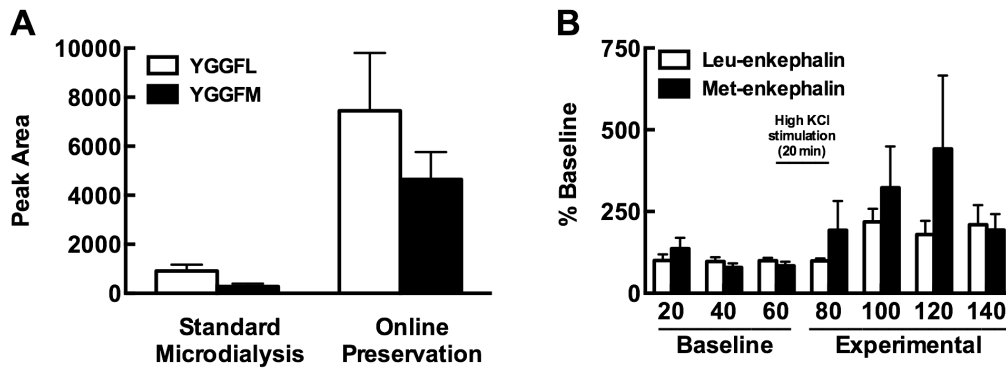 A
Peak Area
10000
8000
6000
4000
2000
0
YGGFL
YGGFM
Standard
Microdialysis
Online
Preservation
B
% Baseline
750
500
250
0
Leu-enkephalin
Met-enkephalin
High KCl
stimulation
(20 min)
20 40 60 80 100 120 140
Baseline Experimental